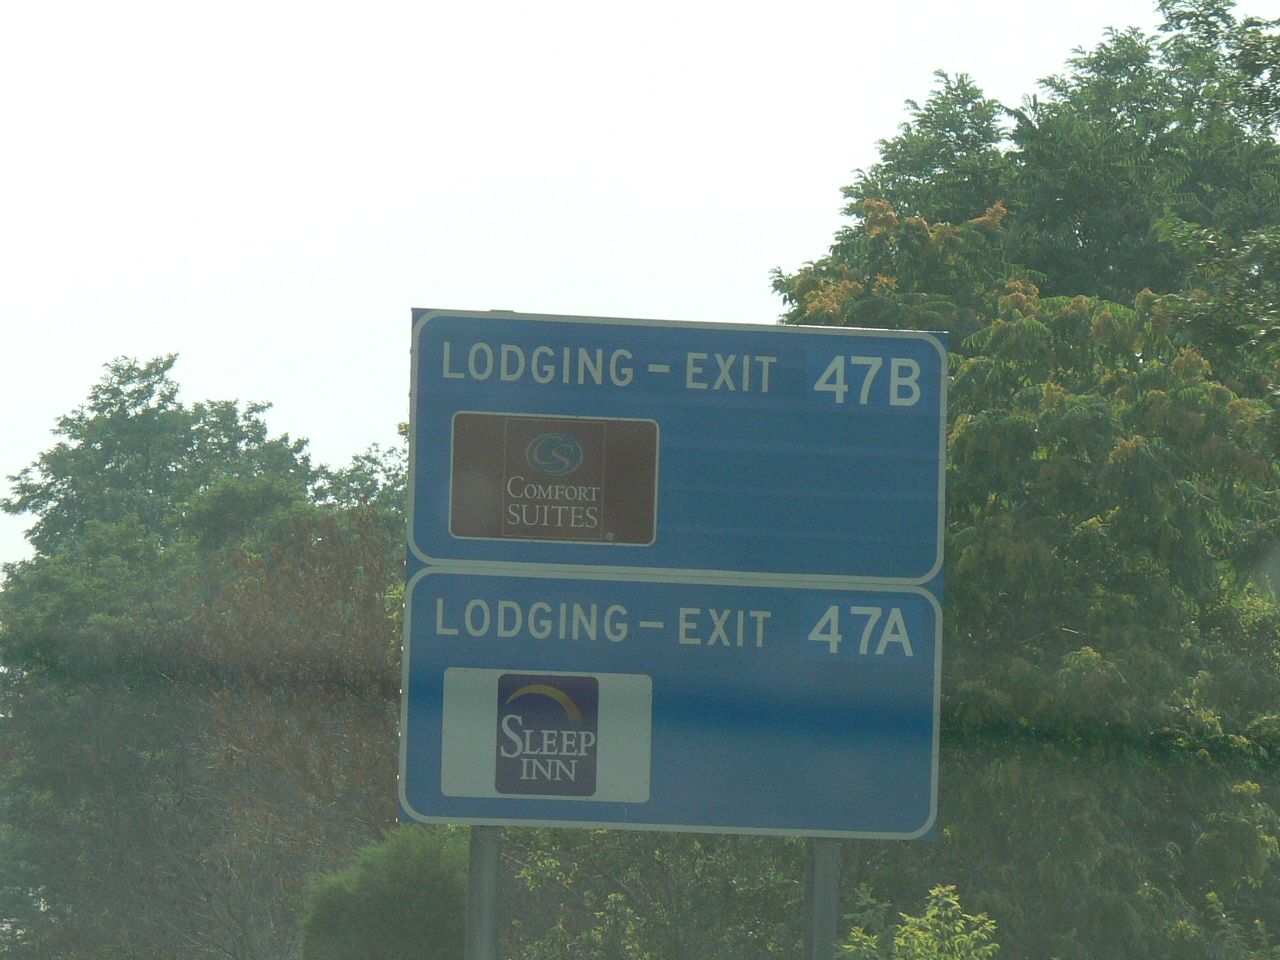 LODGING – EXIT 47B
CS
COMFORT
SUITES
LODGING – EXIT 47A
SLEEP
INN